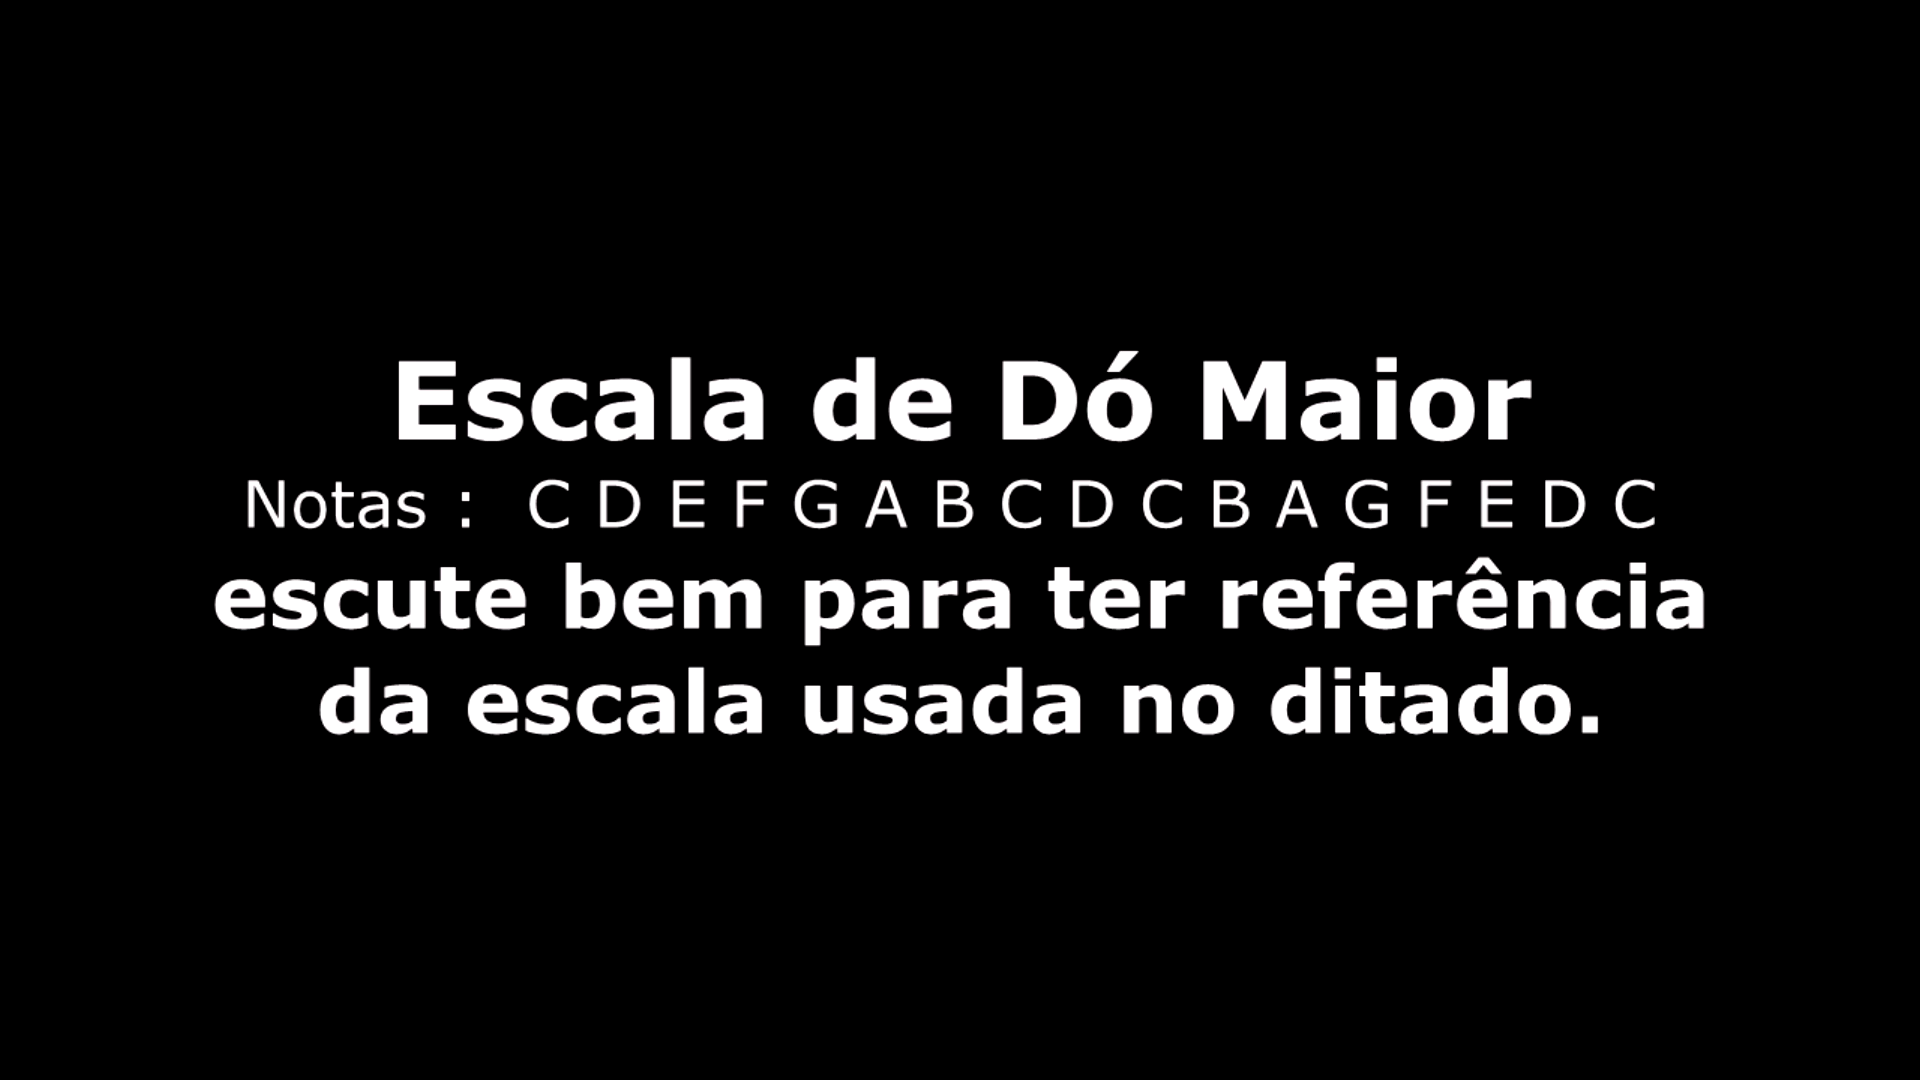 Escala de Dó Maior
Notas : C D E F G A B C D C B A G F E D C
escute bem para ter referência
da escala usada no ditado.